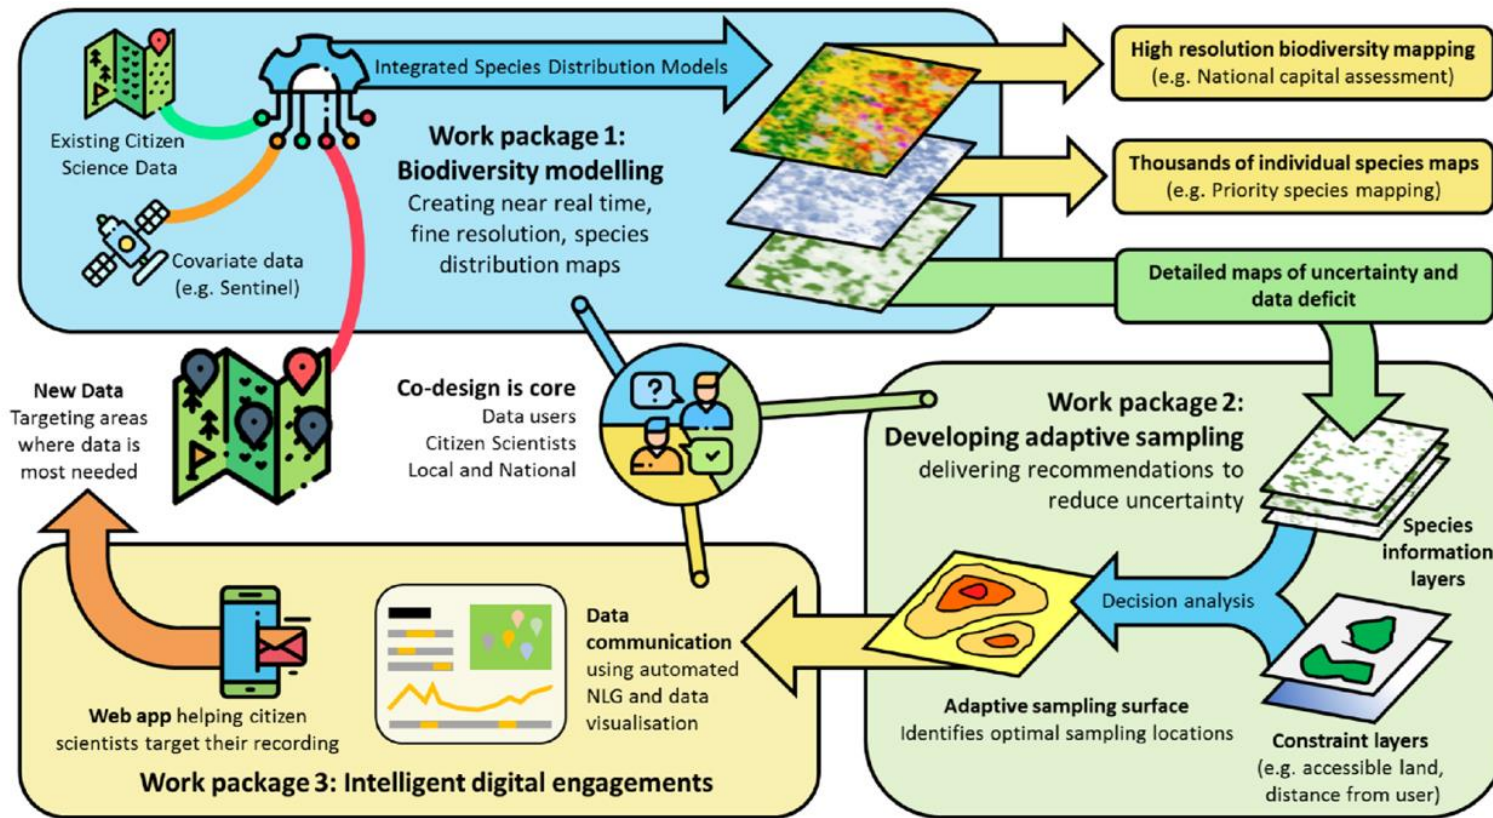 Existing Citizen
Science Data
Covariate data
(e.g. Sentinel)
Integrated Species Distribution Models
Work package 1:
Biodiversity modelling
Creating near real time,
fine resolution, species
distribution maps
High resolution biodiversity mapping
(e.g. National capital assessment)
Thousands of individual species maps
(e.g. Priority species mapping)
Detailed maps of uncertainty and
data deficit
New Data
Targeting areas
where data is
most needed
Co-design is core
Data users
Citizen Scientists
Local and National
?
Work package 2:
Developing adaptive sampling
delivering recommendations to
reduce uncertainty
Species
information
layers
Decision analysis
Adaptive sampling surface
Identifies optimal sampling locations
Constraint layers
(e.g. accessible land,
distance from user)
Data
communication
using automated
NLG and data
visualisation
Web app helping citizen
scientists target their recording
Work package 3: Intelligent digital engagements